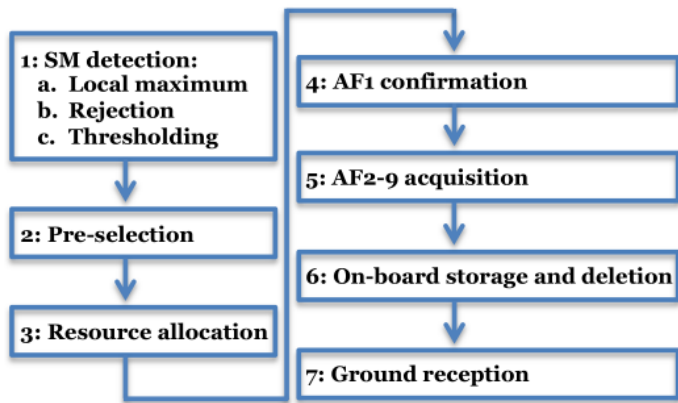 1: SM detection:
a. Local maximum
b. Rejection
c. Thresholding
2: Pre-selection
3: Resource allocation
4: AF1 confirmation
5: AF2-9 acquisition
6: On-board storage and deletion
7: Ground reception